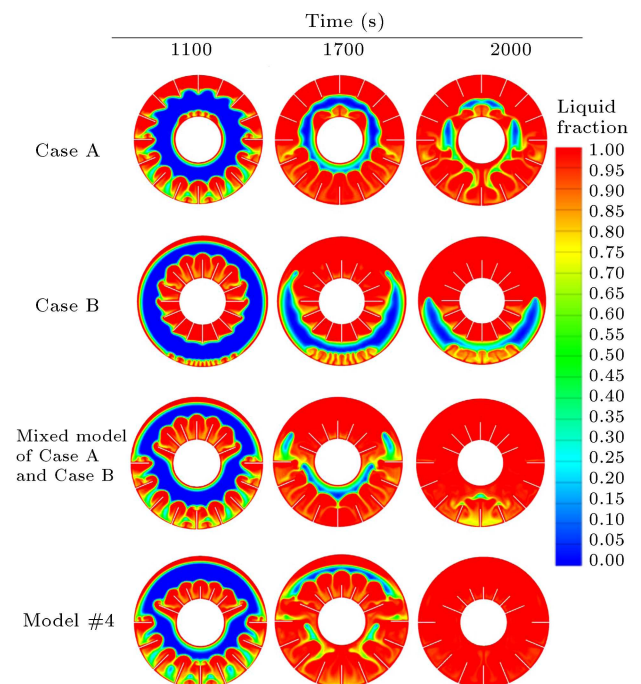 Time (s)
1100 1700 2000
Liquid
fraction
Case A
1.00
0.95
0.90
0.85
0.80
0.75
0.70
0.65
0.60
0.55
0.50
0.45
0.40
0.35
0.30
0.25
0.20
0.15
0.10
0.05
0.00
Case B
Mixed model
of Case A
and Case B
Model #4